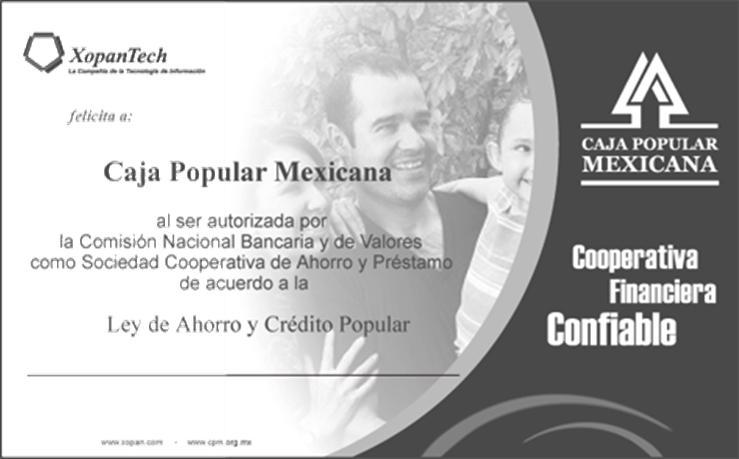 XopanTech
La Compañía de la Tecnología de Información
felicita a:
Caja Popular Mexicana
al ser autorizada por
la Comisión Nacional Bancaria y de Valores
como Sociedad Cooperativa de Ahorro y Préstamo
de acuerdo a la
Ley de Ahorro y Crédito Popular
www.xopan.com - www.cpm.org.mx
CAJA POPULAR
MEXICANA
Cooperativa
Financiera
Confiable